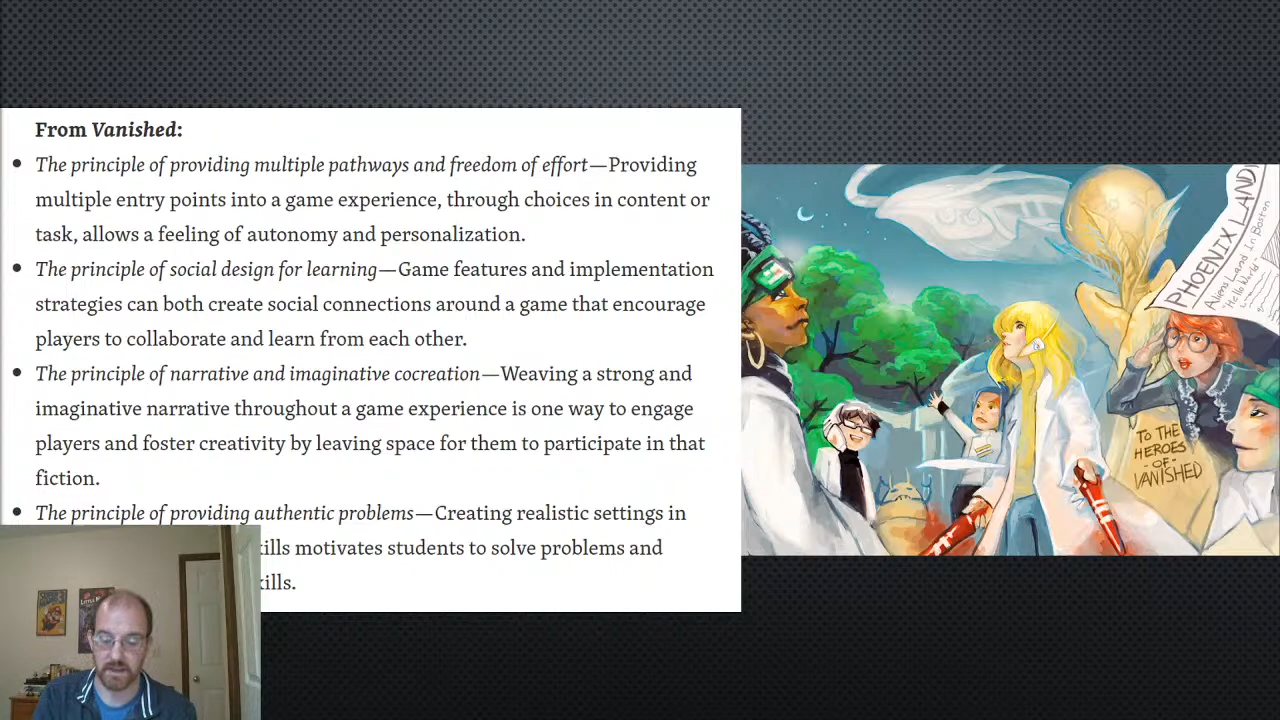 From Vanished:
• The principle of providing multiple pathways and freedom of effort—Providing
multiple entry points into a game experience, through choices in content or
task, allows a feeling of autonomy and personalization.
• The principle of social design for learning—Game features and implementation
strategies can both create social connections around a game that encourage
players to collaborate and learn from each other.
• The principle of narrative and imaginative cocreation—Weaving a strong and
imaginative narrative throughout a game experience is one way to engage
players and foster creativity by leaving space for them to participate in that
fiction.
• The principle of providing authentic problems—Creating realistic settings in
kills motivates students to solve problems and
kills.
PHOENIX LAND
Aliens Land In Boston
"Hello World"
TO THE
HEROES
-OF-
VANISHED